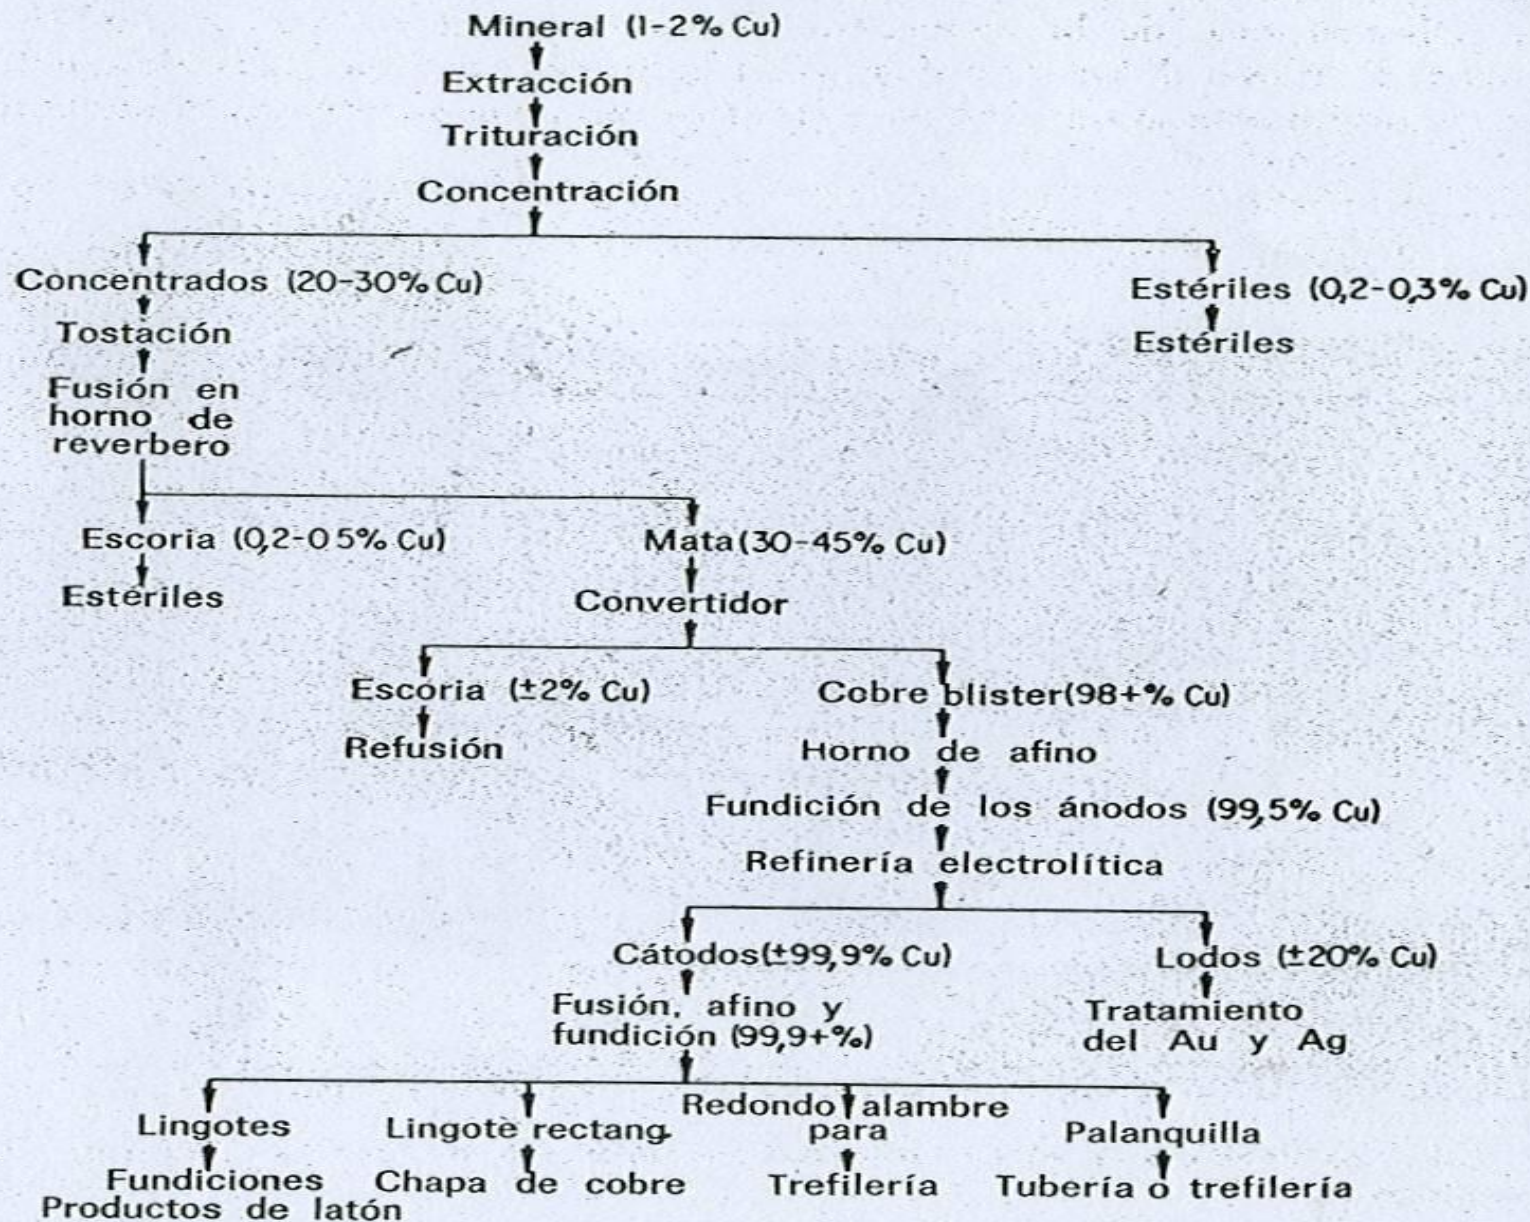 Mineral (1-2% Cu)
Extracción
Trituración
Concentración
Concentrados (20-30% Cu)
Estériles (0,2-0,3% Cu)
Tostación
Estériles
Fusión en
horno de
reverbero
Escoria (0,2-0 5% Cu)
Mata (30-45% Cu)
Estériles
Convertidor
Escoria (±2% Cu)
Cobre blister (98+% Cu)
Refusión
Horno de afino
Fundición de los ánodos (99,5% Cu)
Refinería electrolítica
Cátodos (±99,9% Cu)
Lodos (±20% Cu)
Fusión, afino y
fundición (99,9+%)
Tratamiento
del Au y Ag
Lingotes
Lingote rectang.
Redondo alambre
para
Palanquilla
Fundiciones
Productos de latón
Chapa de cobre
Trefilería
Tubería o trefilería